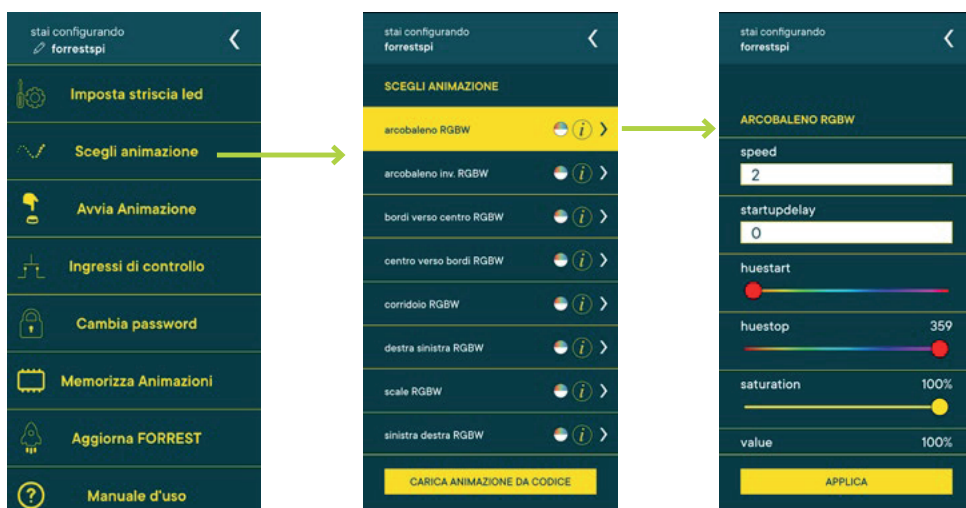 stai configurando
forrestspi
Imposta striscia led
Scegli animazione
Avvia Animazione
Ingressi di controllo
Cambia password
Memorizza Animazioni
Aggiorna FORREST
Manuale d'uso
stai configurando
forrestspi
SCEGLI ANIMAZIONE
arcobaleno RGBW
arcobaleno inv. RGBW
bordi verso centro RGBW
centro verso bordi RGBW
corridoio RGBW
destra sinistra RGBW
scale RGBW
sinistra destra RGBW
CARICA ANIMAZIONE DA CODICE
stai configurando
forrestspi
ARCOBALENO RGBW
speed
2
startupdelay
0
huestart
huestop 359
saturation 100%
value 100%
APPLICA